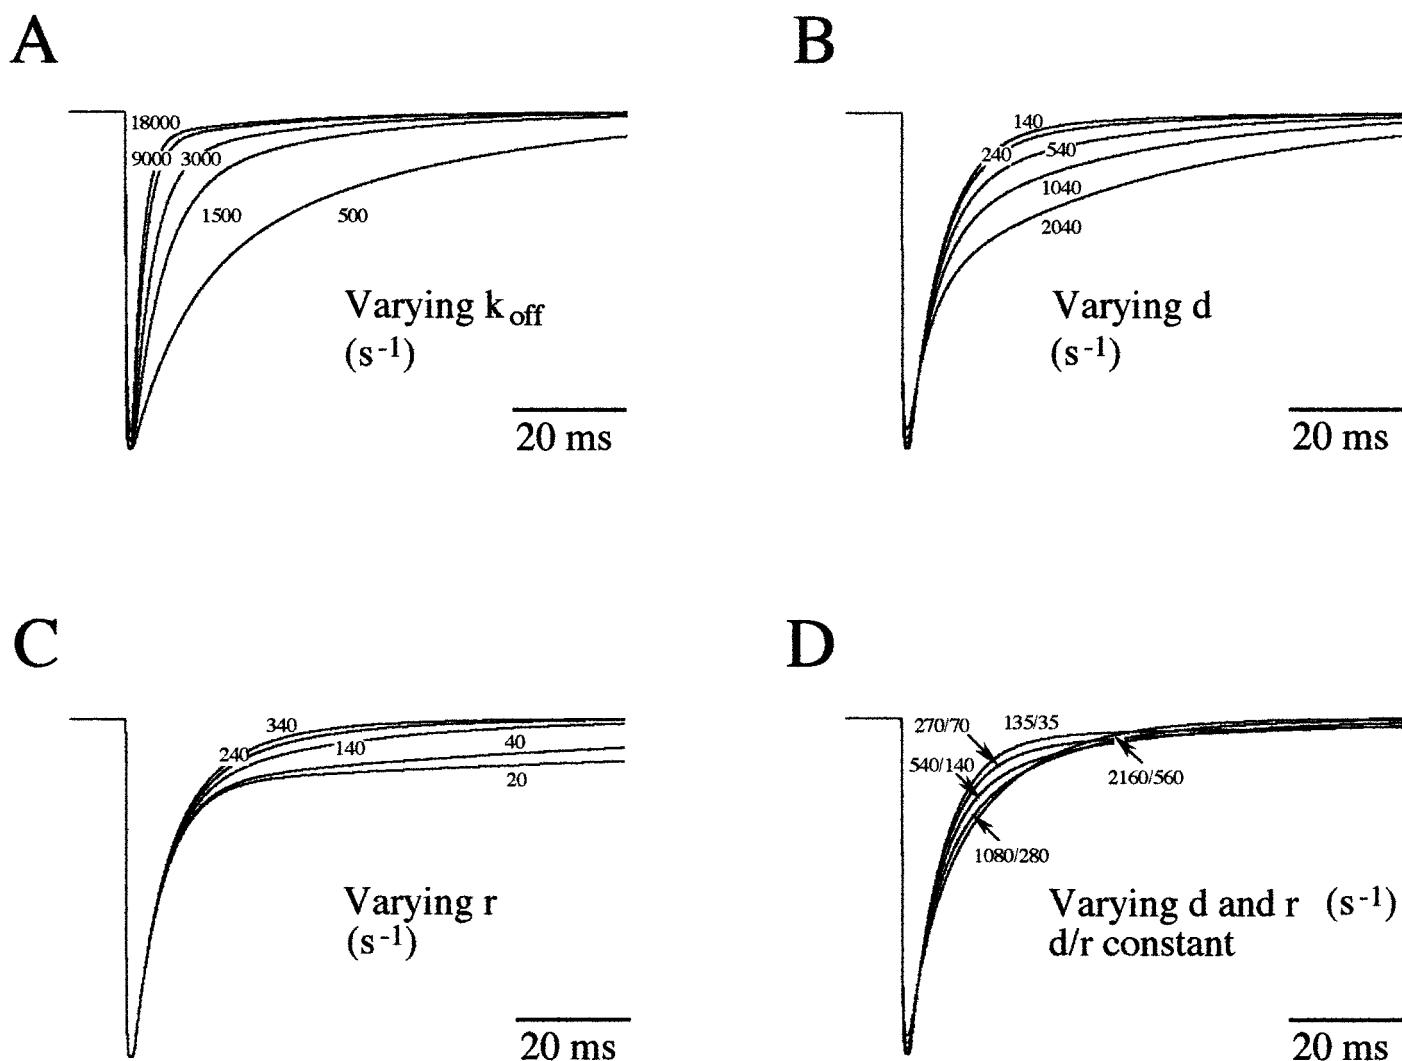 A
18000
9000 3000
1500 500
Varying k off
(s -1)
20 ms
B
140
240 540
1040
2040
Varying d
(s -1)
20 ms
C
340
240 140 40
20
Varying r
(s -1)
20 ms
D
270/70 135/35
540/140 2160/560
1080/280
Varying d and r (s -1)
d/r constant
20 ms